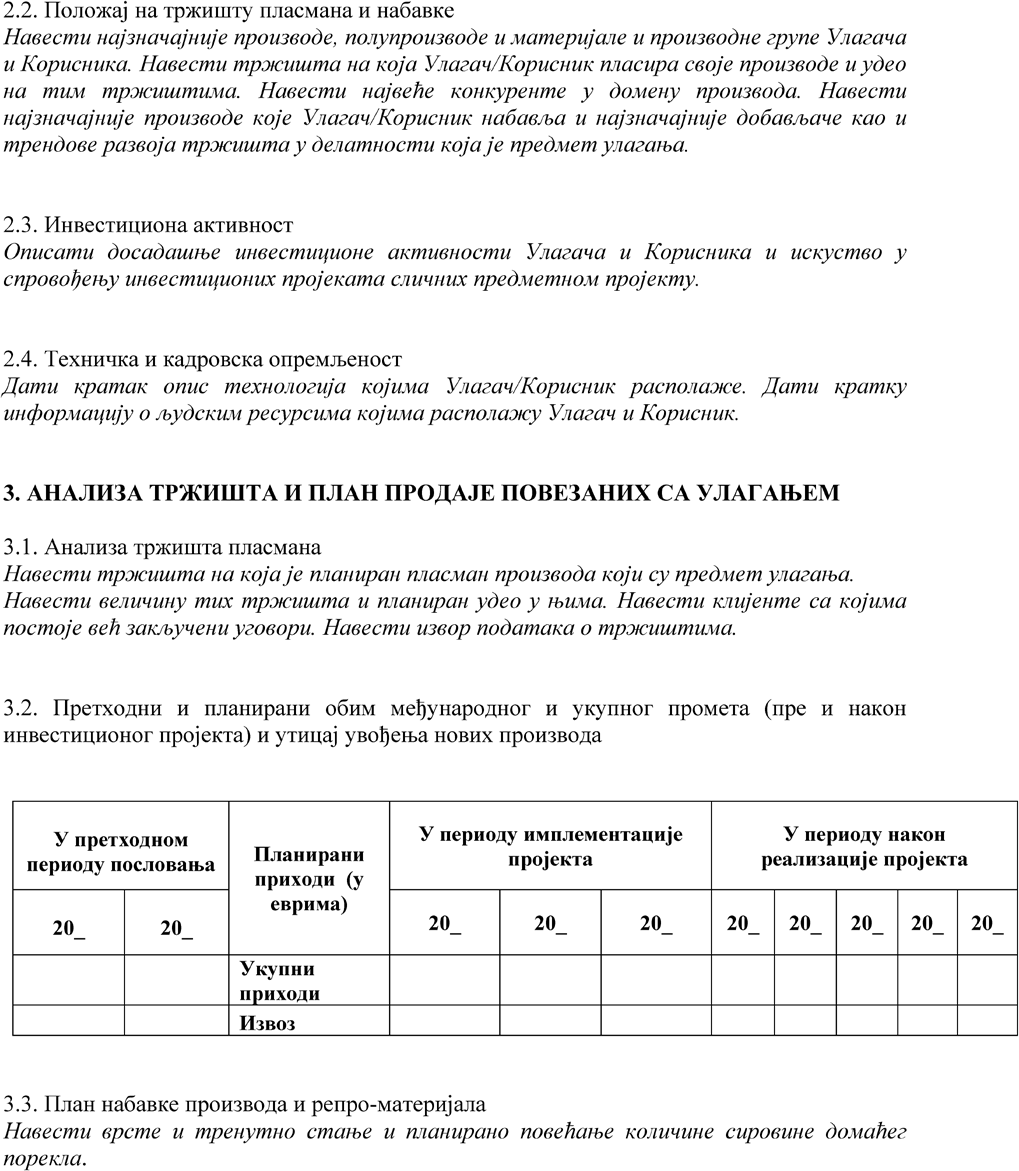 2.2. Положај на тржишту пласмана и набавке
Навести најзначајније производе, полупроизводе и материјале и производне групе Улагача
и Корисника. Навести тржишта на која Улагач/Корисник пласира своје производе и удео
на тим тржиштима. Навести највеће конкуренте у домену производа. Навести
најзначајније производе које Улагач/Корисник набавља и најзначајније добављаче као и
трендове развоја тржишта у делатности која је предмет улагања.
2.3. Инвестициона активност
Описати досадашње инвестиционе активности Улагача и Корисника и искуство у
спровођењу инвестиционих пројеката сличних предметном пројекту.
2.4. Техничка и кадровска опремљеност
Дати кратак опис технологија којима Улагач/Корисник располаже. Дати кратку
информацију о људским ресурсима којима располажу Улагач и Корисник.
3. АНАЛИЗА ТРЖИШТА И ПЛАН ПРОДАЈЕ ПОВЕЗАНИХ СА УЛАГАЊЕМ
3.1. Анализа тржишта пласмана
Навести тржишта на која је планиран пласман производа који су предмет улагања.
Навести величину тих тржишта и планиран удео у њима. Навести клијенте са којима
постоје већ закључени уговори. Навести извор података о тржиштима.
3.2. Претходни и планирани обим међународног и укупног промета (пре и након
инвестиционог пројекта) и утицај увођења нових производа
У претходном
периоду пословања
Планирани
приходи (у
еврима)
У периоду имплементације
пројекта
У периоду након
реализације пројекта
20_ 20_ 20_ 20_ 20_ 20_ 20_ 20_ 20_ 20_
Укупни
приходи
Извоз
3.3. План набавке производа и репро-материјала
Навести врсте и тренутно стање и планирано повећање количине сировине домаћег
порекла.